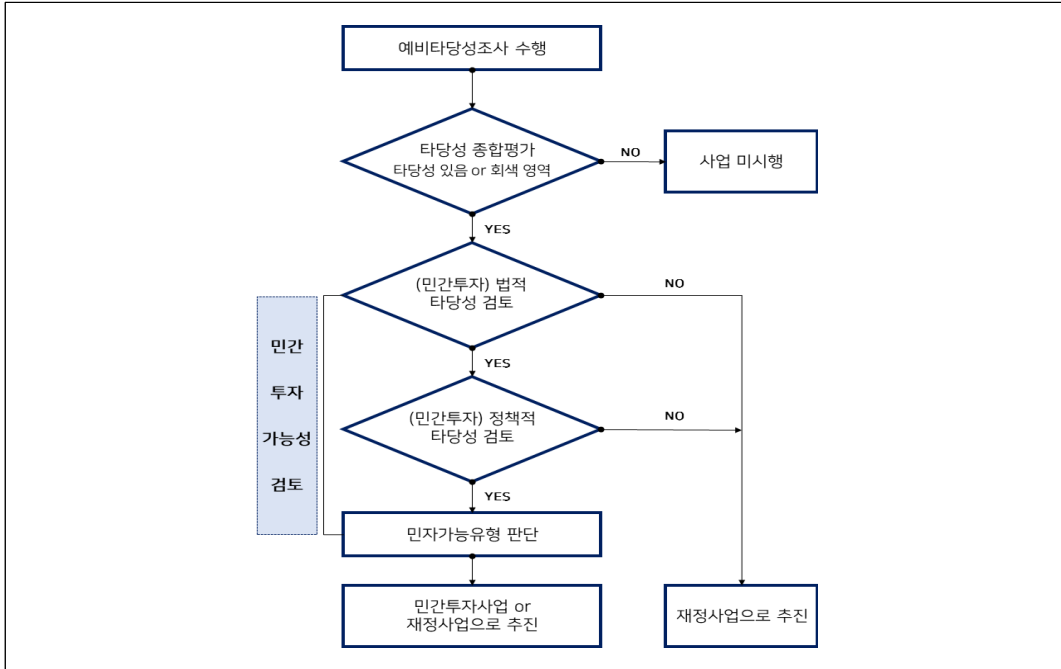 예비타당성조사 수행
타당성 종합평가
타당성 있음 or 회색 영역
NO
사업 미시행
YES
(민간투자) 법적
타당성 검토
NO
YES
민간
투자
가능성
검토
(민간투자) 정책적
타당성 검토
NO
YES
민자가능유형 판단
민간투자사업 or
재정사업으로 추진
재정사업으로 추진